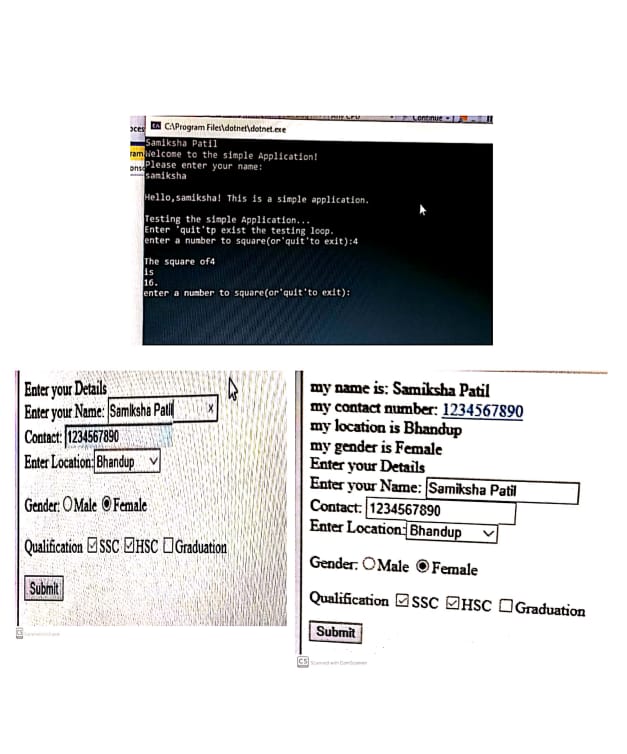 Continue
C:\Program Files\dotnet\dotnet.exe
Samiksha Patil
Welcome to the simple Application!
Please enter your name:
samiksha
Hello,samiksha! This is a simple application.
Testing the simple Application...
Enter 'quit'tp exist the testing loop.
enter a number to square(or'quit'to exit):4
The square of4
is
16.
enter a number to square(or'quit'to exit):
Enter your Details
Enter your Name: Samiksha Patil x
Contact: 1234567890
Enter Location: Bhandup
Gender: Male Female
Qualification SSC HSC Graduation
Submit
my name is: Samiksha Patil
my contact number: 1234567890
my location is Bhandup
my gender is Female
Enter your Details
Enter your Name: Samiksha Patil
Contact: 1234567890
Enter Location: Bhandup
Gender: Male Female
Qualification SSC HSC Graduation
Submit
CS Scanned with CamScanner